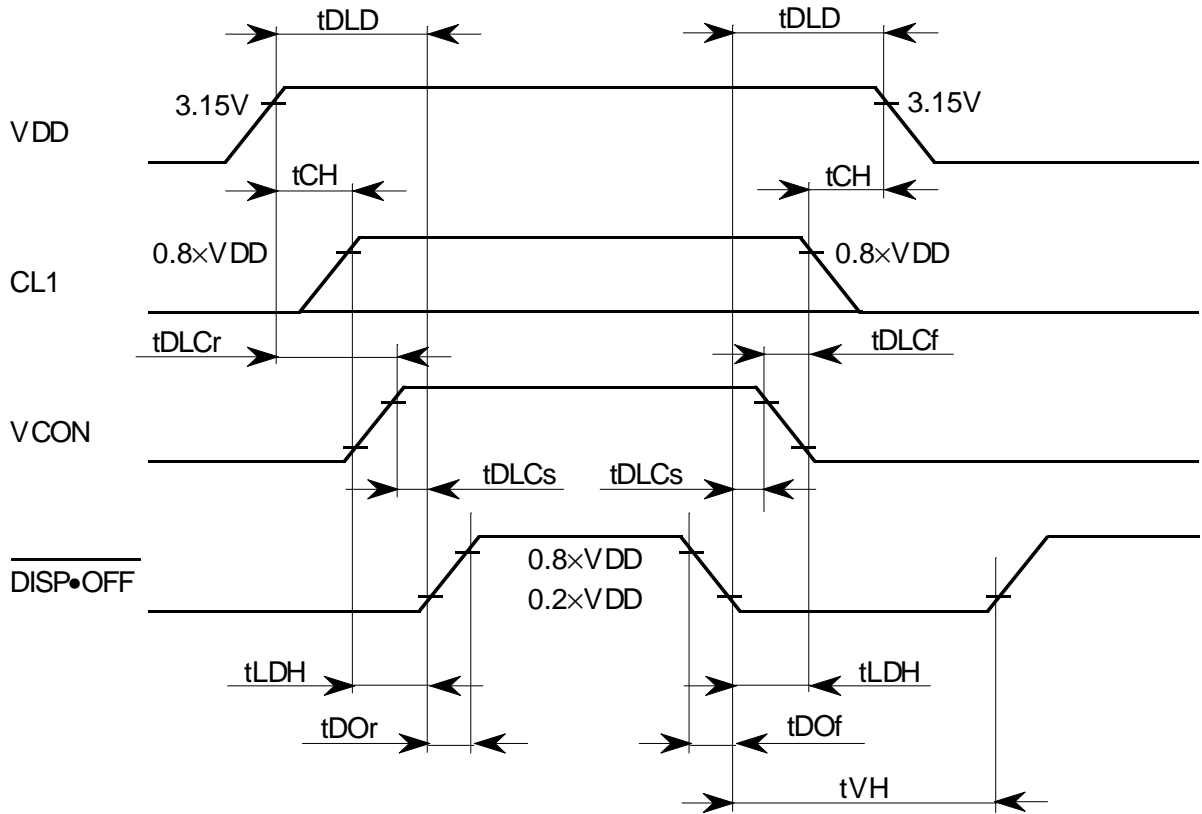 tDLD tDLD
3.15V 3.15V
VDD
tCH tCH
0.8×VDD 0.8×VDD
CL1
tDLCr tDLCf
VCON
tDLCs tDLCs
0.8×VDD
DISP•OFF
0.2×VDD
tLDH tLDH
tDOr tDOf
tVH